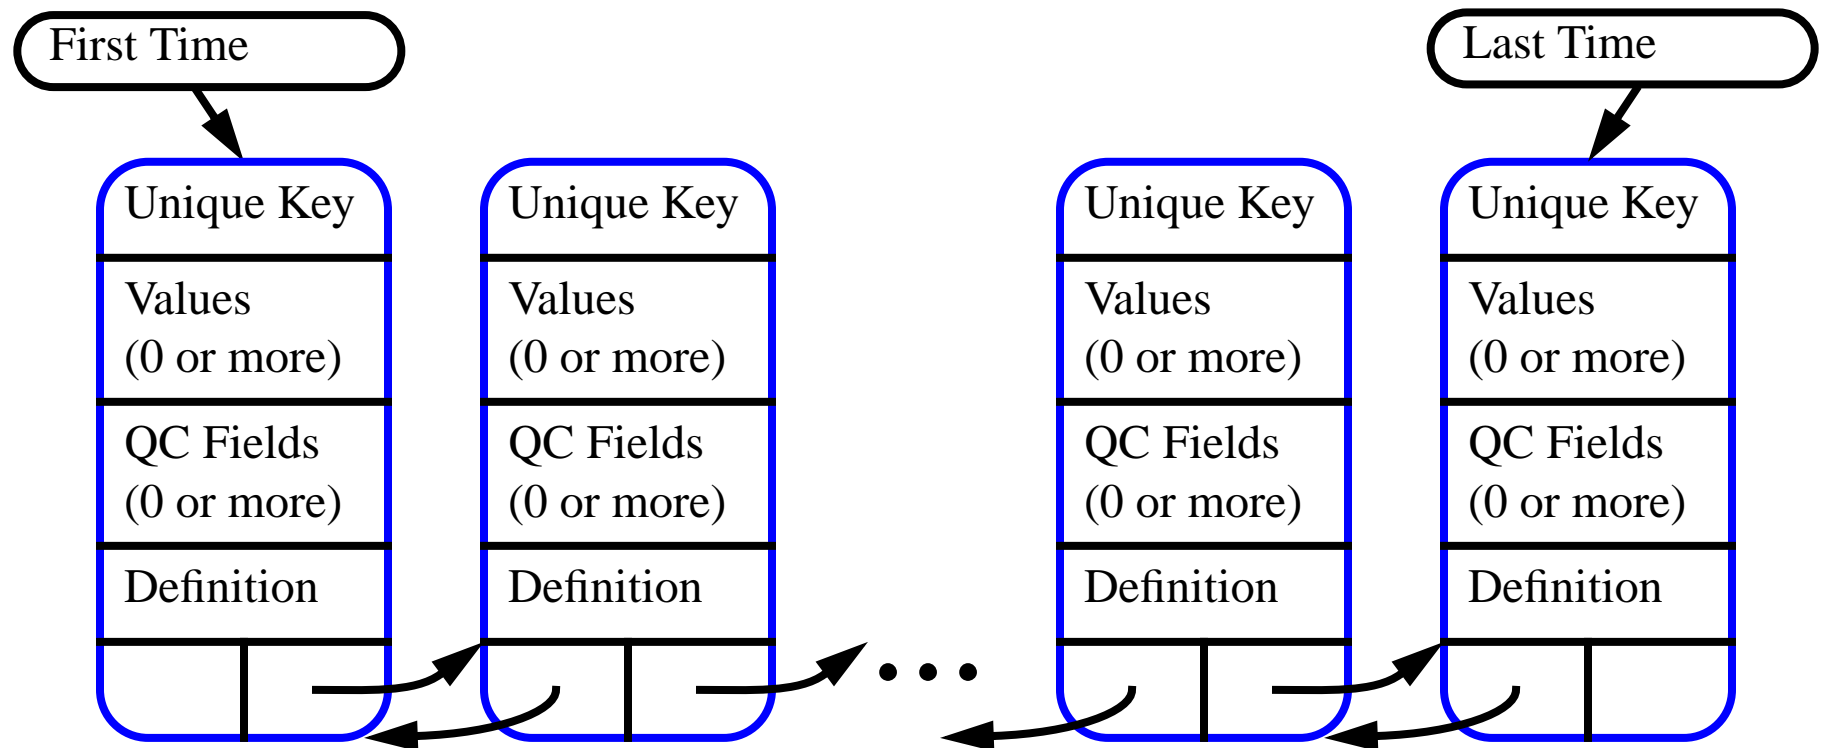 First Time
Last Time
Unique Key
Values
(0 or more)
QC Fields
(0 or more)
Definition
Unique Key
Values
(0 or more)
QC Fields
(0 or more)
Definition
Unique Key
Values
(0 or more)
QC Fields
(0 or more)
Definition
Unique Key
Values
(0 or more)
QC Fields
(0 or more)
Definition